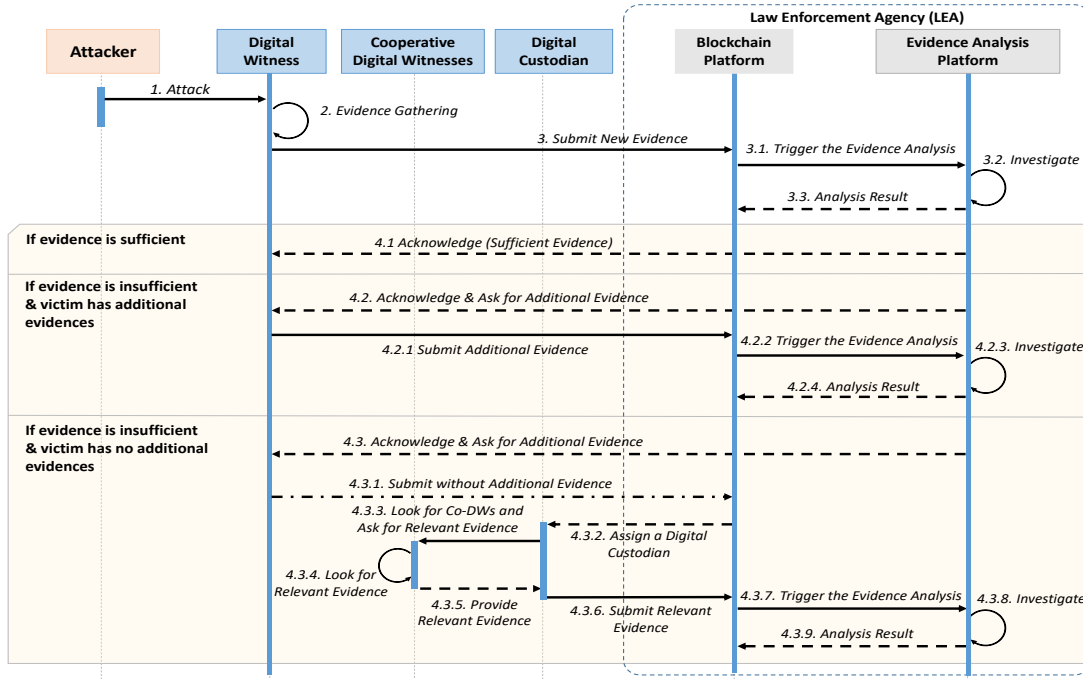 Law Enforcement Agency (LEA)
Attacker
Digital
Witness
Cooperative
Digital Witnesses
Digital
Custodian
Blockchain
Platform
Evidence Analysis
Platform
1. Attack
2. Evidence Gathering
3. Submit New Evidence
3.1. Trigger the Evidence Analysis
3.2. Investigate
3.3. Analysis Result
If evidence is sufficient
4.1 Acknowledge (Sufficient Evidence)
If evidence is insufficient
& victim has additional
evidences
4.2. Acknowledge & Ask for Additional Evidence
4.2.1 Submit Additional Evidence
4.2.2 Trigger the Evidence Analysis
4.2.3. Investigate
4.2.4. Analysis Result
If evidence is insufficient
& victim has no additional
evidences
4.3. Acknowledge & Ask for Additional Evidence
4.3.1. Submit without Additional Evidence
4.3.3. Look for Co-DWs and
Ask for Relevant Evidence
4.3.2. Assign a Digital
Custodian
4.3.4. Look for
Relevant Evidence
4.3.5. Provide
Relevant Evidence
4.3.6. Submit Relevant
Evidence
4.3.7. Trigger the Evidence Analysis
4.3.8. Investigate
4.3.9. Analysis Result